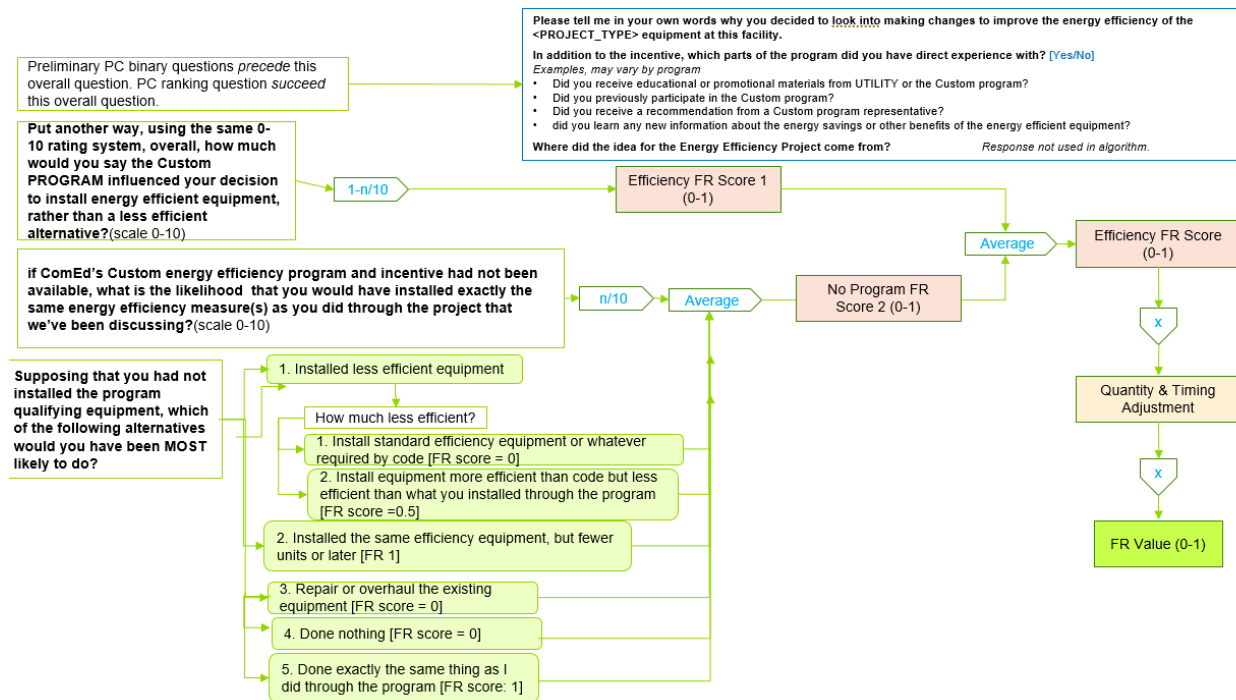 Please tell me in your own words why you decided to look into making changes to improve the energy efficiency of the
<PROJECT_TYPE> equipment at this facility.
In addition to the incentive, which parts of the program did you have direct experience with? [Yes/No]
Examples, may vary by program
• Did you receive educational or promotional materials from UTILITY or the Custom program?
• Did you previously participate in the Custom program?
• Did you receive a recommendation from a Custom program representative?
• did you learn any new information about the energy savings or other benefits of the energy efficient equipment?
Where did the idea for the Energy Efficiency Project come from? Response not used in algorithm.
Preliminary PC binary questions precede this
overall question. PC ranking question succeed
this overall question.
Put another way, using the same 0-
10 rating system, overall, how much
would you say the Custom
PROGRAM influenced your decision
to install energy efficient equipment,
rather than a less efficient
alternative?(scale 0-10)
1-n/10
Efficiency FR Score 1
(0-1)
Average
Efficiency FR Score
(0-1)
if ComEd's Custom energy efficiency program and incentive had not been
available, what is the likelihood that you would have installed exactly the
same energy efficiency measure(s) as you did through the project that
we've been discussing?(scale 0-10)
n/10
Average
No Program FR
Score 2 (0-1)
x
Quantity & Timing
Adjustment
x
FR Value (0-1)
Supposing that you had not
installed the program
qualifying equipment, which
of the following alternatives
would you have been MOST
likely to do?
1. Installed less efficient equipment
How much less efficient?
1. Install standard efficiency equipment or whatever
required by code [FR score = 0]
2. Install equipment more efficient than code but less
efficient than what you installed through the program
[FR score =0.5]
2. Installed the same efficiency equipment, but fewer
units or later [FR 1]
3. Repair or overhaul the existing
equipment [FR score = 0]
4. Done nothing [FR score = 0]
5. Done exactly the same thing as I
did through the program [FR score: 1]